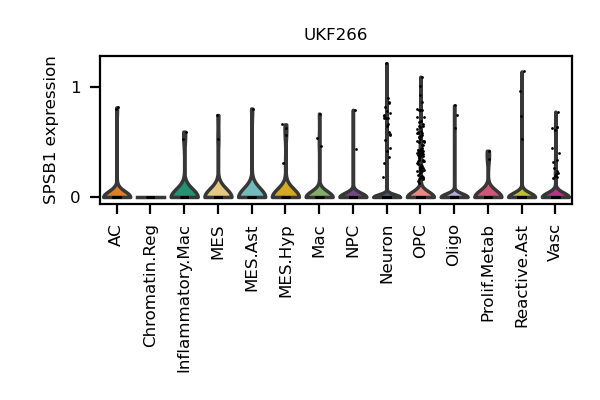 UKF266
SPSB1 expression
1
0
AC
Chromatin.Reg
Inflammatory.Mac
MES
MES.Ast
MES.Hyp
Mac
NPC
Neuron
OPC
Oligo
Prolif.Metab
Reactive.Ast
Vasc